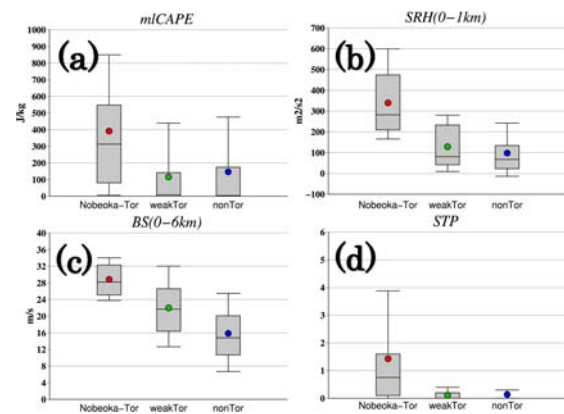 mlCAPE
(a)
J/kg
1000
900
800
700
600
500
400
300
200
100
0
Nobeoka-Tor weakTor nonTor
SRH(0-1km)
(b)
m2/s2
700
600
500
400
300
200
100
0
-100
Nobeoka-Tor weakTor nonTor
BS(0-6km)
(c)
m/s
40
36
32
28
24
20
16
12
8
4
0
Nobeoka-Tor weakTor nonTor
STP
(d)
6
5
4
3
2
1
0
Nobeoka-Tor weakTor nonTor